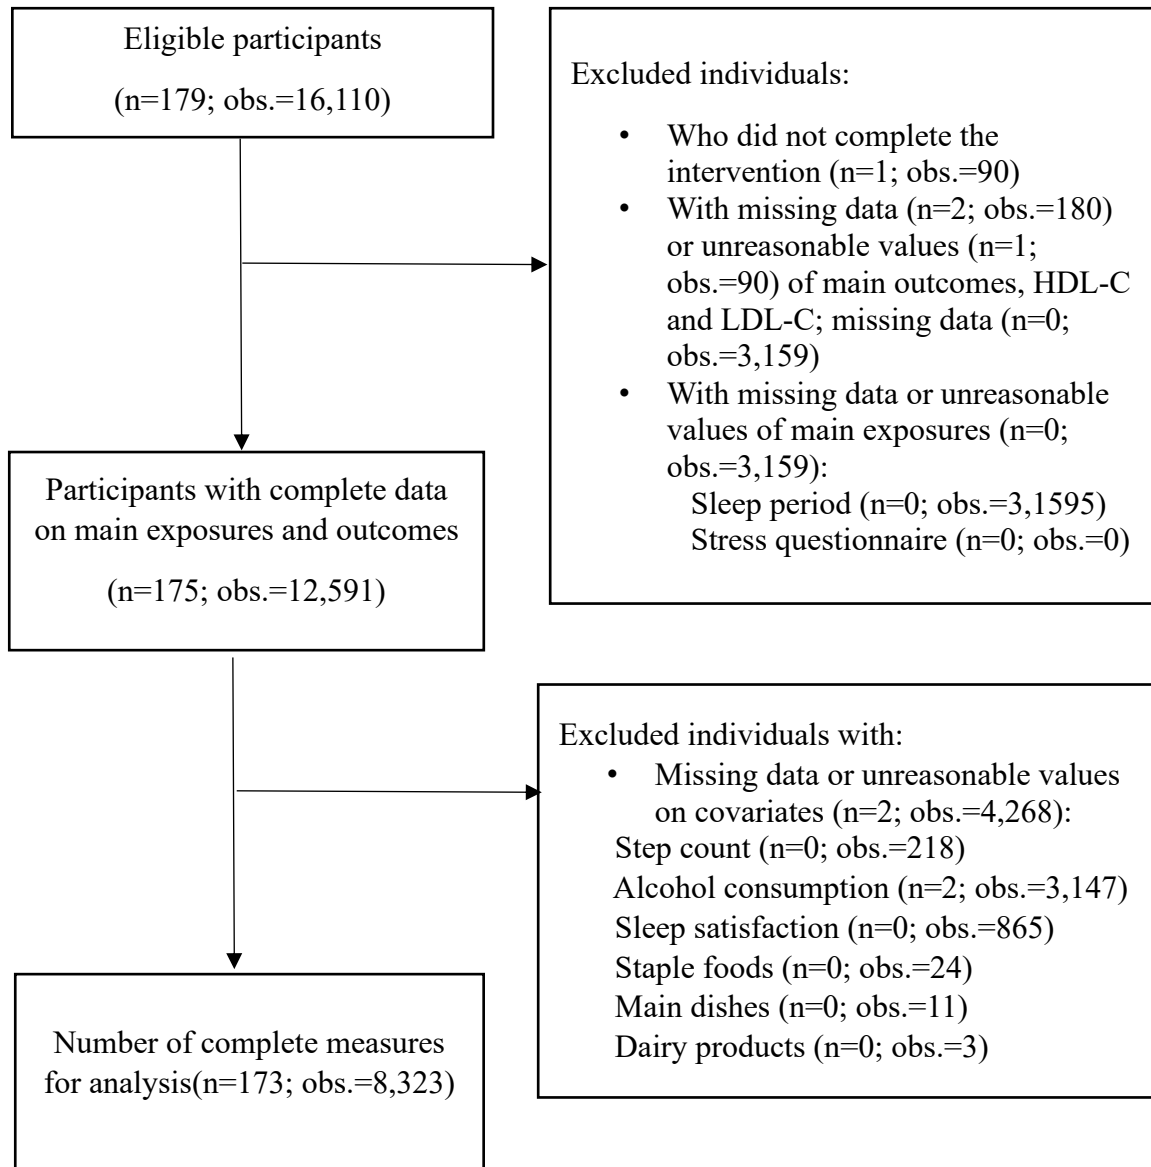 Eligible participants
(n=179; obs.=16,110)
Excluded individuals:
• Who did not complete the
intervention (n=1; obs.=90)
• With missing data (n=2; obs.=180)
or unreasonable values (n=1;
obs.=90) of main outcomes, HDL-C
and LDL-C; missing data (n=0;
obs.=3,159)
• With missing data or unreasonable
values of main exposures (n=0;
obs.=3,159):
Sleep period (n=0; obs.=3,1595)
Stress questionnaire (n=0; obs.=0)
Participants with complete data
on main exposures and outcomes
(n=175; obs.=12,591)
Excluded individuals with:
• Missing data or unreasonable values
on covariates (n=2; obs.=4,268):
Step count (n=0; obs.=218)
Alcohol consumption (n=2; obs.=3,147)
Sleep satisfaction (n=0; obs.=865)
Staple foods (n=0; obs.=24)
Main dishes (n=0; obs.=11)
Dairy products (n=0; obs.=3)
Number of complete measures
for analysis(n=173; obs.=8,323)